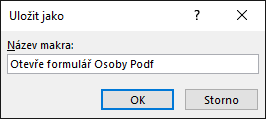 Uložit jako
Název makra:
Otevře formulář Osoby Podf
OK
Storno